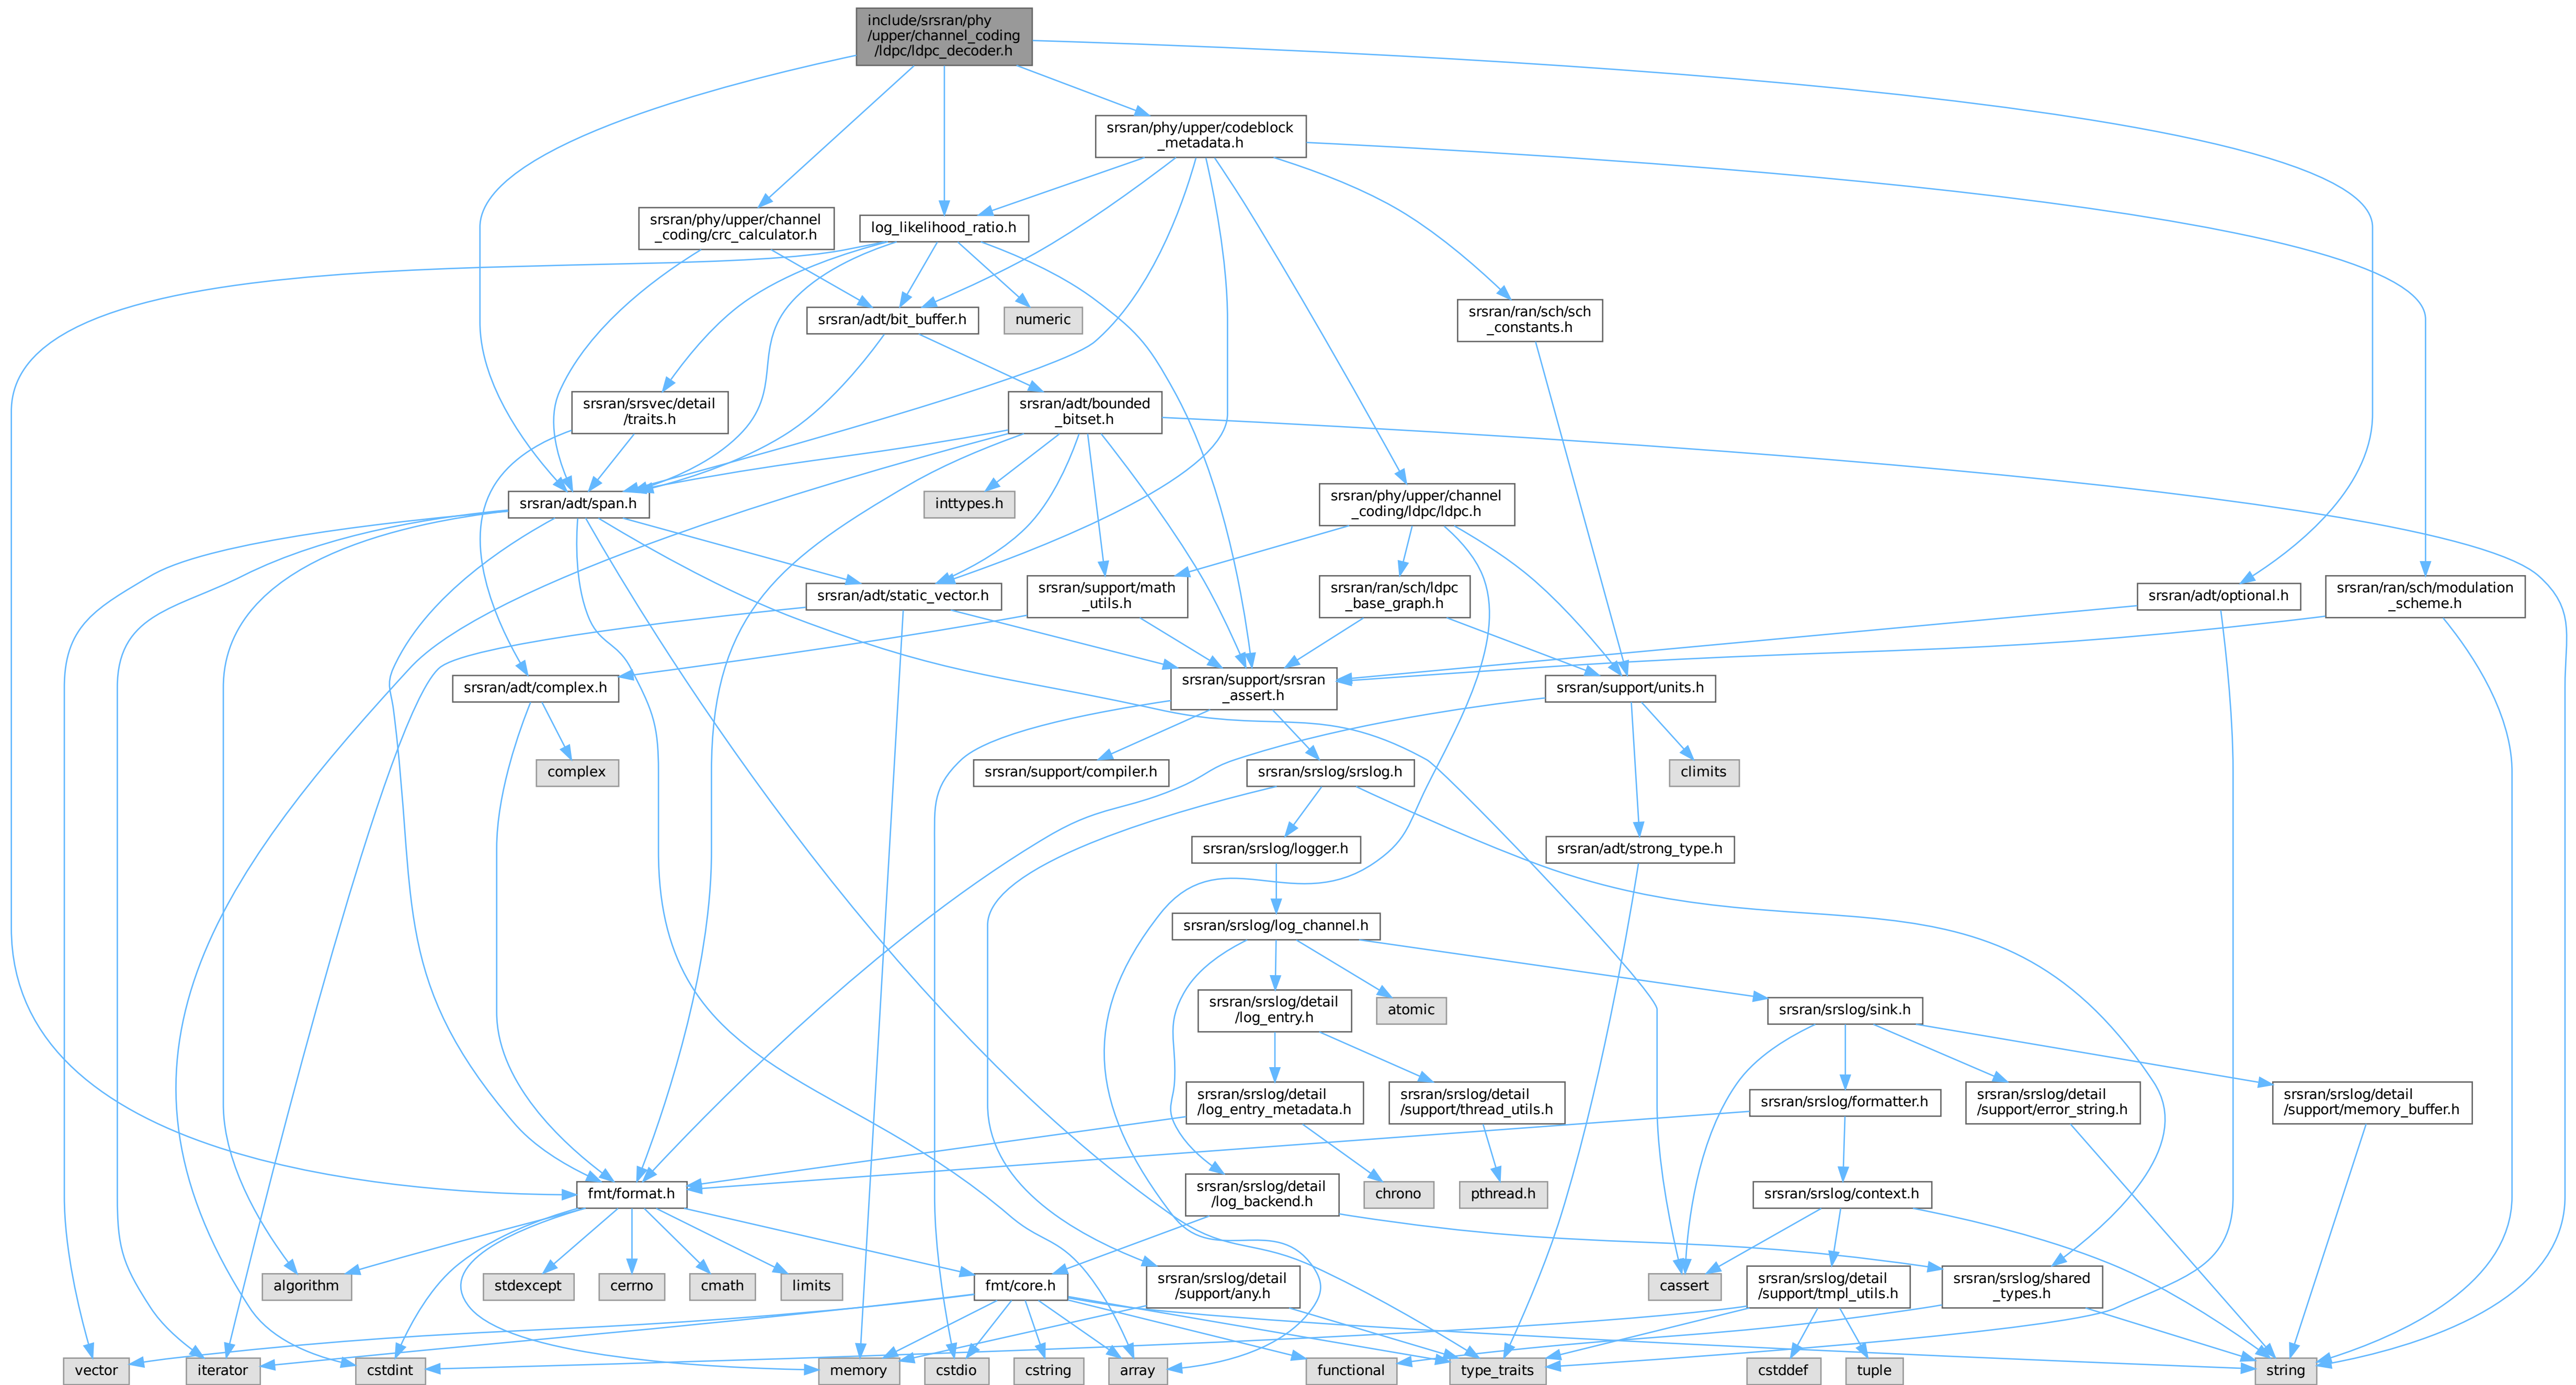 include/srsran/phy
/upper/channel_coding
/ldpc/ldpc_decoder.h
srsran/phy/upper/codeblock
_metadata.h
srsran/phy/upper/channel
_coding/crc_calculator.h
log_likelihood_ratio.h
srsran/adt/bit_buffer.h
numeric
srsran/ran/sch/sch
_constants.h
srsran/srsvec/detail
/traits.h
srsran/adt/bounded
_bitset.h
srsran/adt/span.h
inttypes.h
srsran/phy/upper/channel
_coding/ldpc/ldpc.h
srsran/adt/static_vector.h
srsran/support/math
_utils.h
srsran/ran/sch/ldpc
_base_graph.h
srsran/adt/optional.h
srsran/ran/sch/modulation
_scheme.h
srsran/adt/complex.h
srsran/support/srsran
_assert.h
srsran/support/units.h
complex
srsran/support/compiler.h
srsran/srslog/srslog.h
climits
srsran/srslog/logger.h
srsran/adt/strong_type.h
srsran/srslog/log_channel.h
srsran/srslog/detail
/log_entry.h
atomic
srsran/srslog/sink.h
srsran/srslog/detail
/log_entry_metadata.h
srsran/srslog/detail
/support/thread_utils.h
srsran/srslog/formatter.h
srsran/srslog/detail
/support/error_string.h
srsran/srslog/detail
/support/memory_buffer.h
fmt/format.h
srsran/srslog/detail
/log_backend.h
chrono
pthread.h
srsran/srslog/context.h
algorithm
stdexcept
cerrno
cmath
limits
fmt/core.h
srsran/srslog/detail
/support/any.h
cassert
srsran/srslog/detail
/support/tmpl_utils.h
srsran/srslog/shared
_types.h
vector
iterator
cstdint
memory
cstdio
cstring
array
functional
type_traits
cstddef
tuple
string